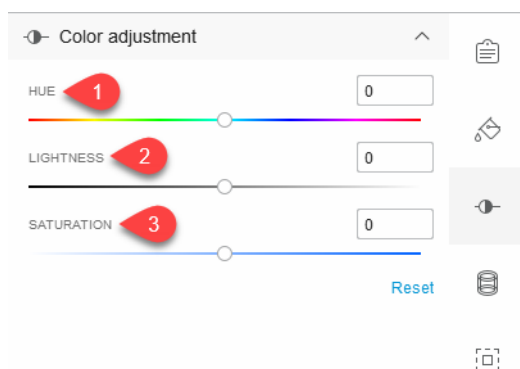 Color adjustment
HUE 1 0
LIGHTNESS 2 0
SATURATION 3 0
Reset